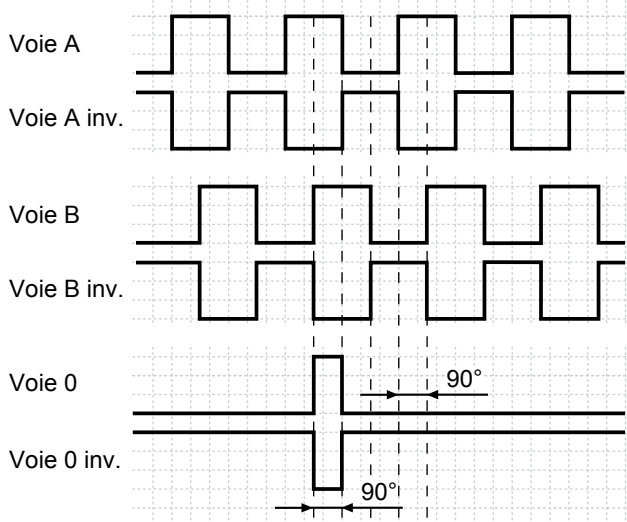 Voie A
Voie A inv.
Voie B
Voie B inv.
Voie 0
90°
Voie 0 inv.
90°